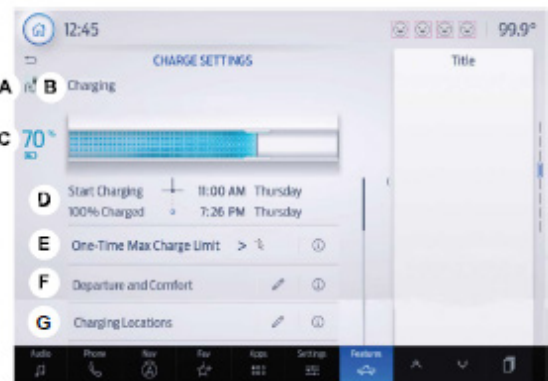 12:45
99.9°
CHARGE SETTINGS
Title
A
B Charging
C 70%
D Start Charging 11:00 AM Thursday
100% Charged 7:26 PM Thursday
E One-Time Max Charge Limit >
F Departure and Comfort
G Charging Locations
Audio Phone Nav Fav Apps Settings Features